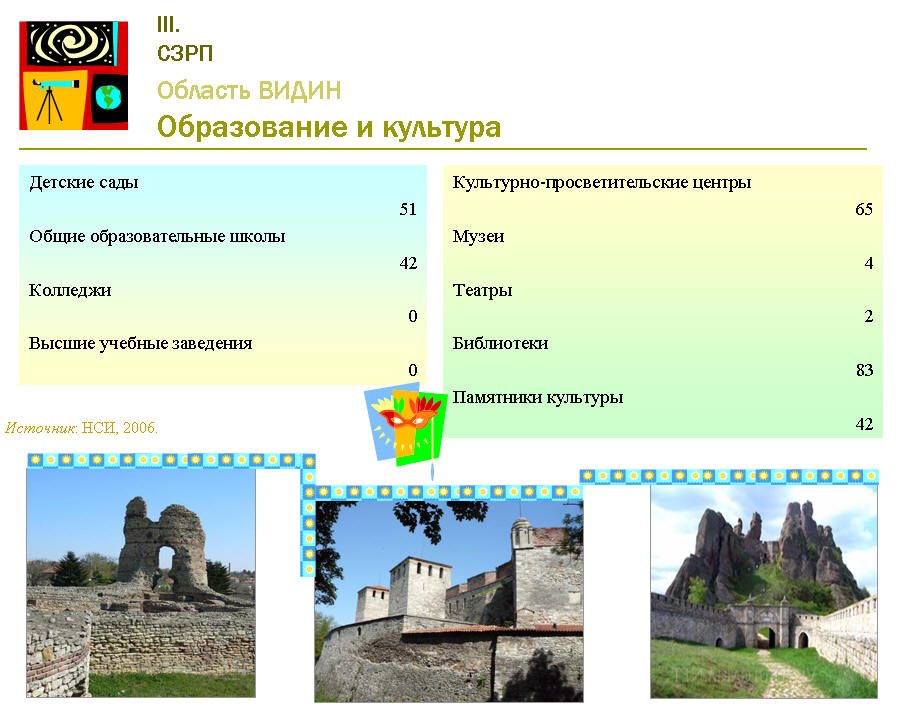 III.
СЗРП
Область ВИДИН
Образование и культура
Детские сады
51
Общие образовательные школы
42
Колледжи
0
Высшие учебные заведения
0
Культурно-просветительские центры
65
Музеи
4
Театры
2
Библиотеки
83
Памятники культуры
42
Источник: НСИ, 2006.